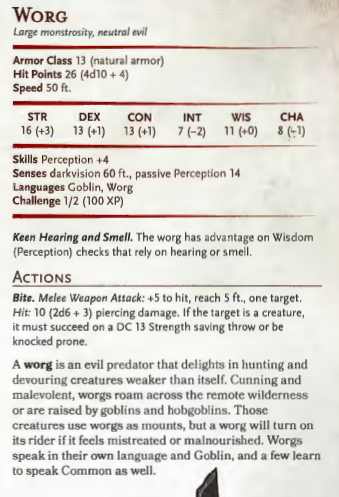 WORG
Large monstrosity, neutral evil
Armor Class 13 (natural armor)
Hit Points 26 (4d10 + 4)
Speed 50 ft.
STR DEX CON INT WIS CHA
16 (+3) 13 (+1) 13 (+1) 7 (−2) 11 (+0) 8 (−1)
Skills Perception +4
Senses darkvision 60 ft., passive Perception 14
Languages Goblin, Worg
Challenge 1/2 (100 XP)
Keen Hearing and Smell. The worg has advantage on Wisdom
(Perception) checks that rely on hearing or smell.
ACTIONS
Bite. Melee Weapon Attack: +5 to hit, reach 5 ft., one target.
Hit: 10 (2d6 + 3) piercing damage. If the target is a creature,
it must succeed on a DC 13 Strength saving throw or be
knocked prone.
A worg is an evil predator that delights in hunting and
devouring creatures weaker than itself. Cunning and
malevolent, worgs roam across the remote wilderness
or are raised by goblins and hobgoblins. Those
creatures use worgs as mounts, but a worg will turn on
its rider if it feels mistreated or malnourished. Worgs
speak in their own language and Goblin, and a few learn
to speak Common as well.